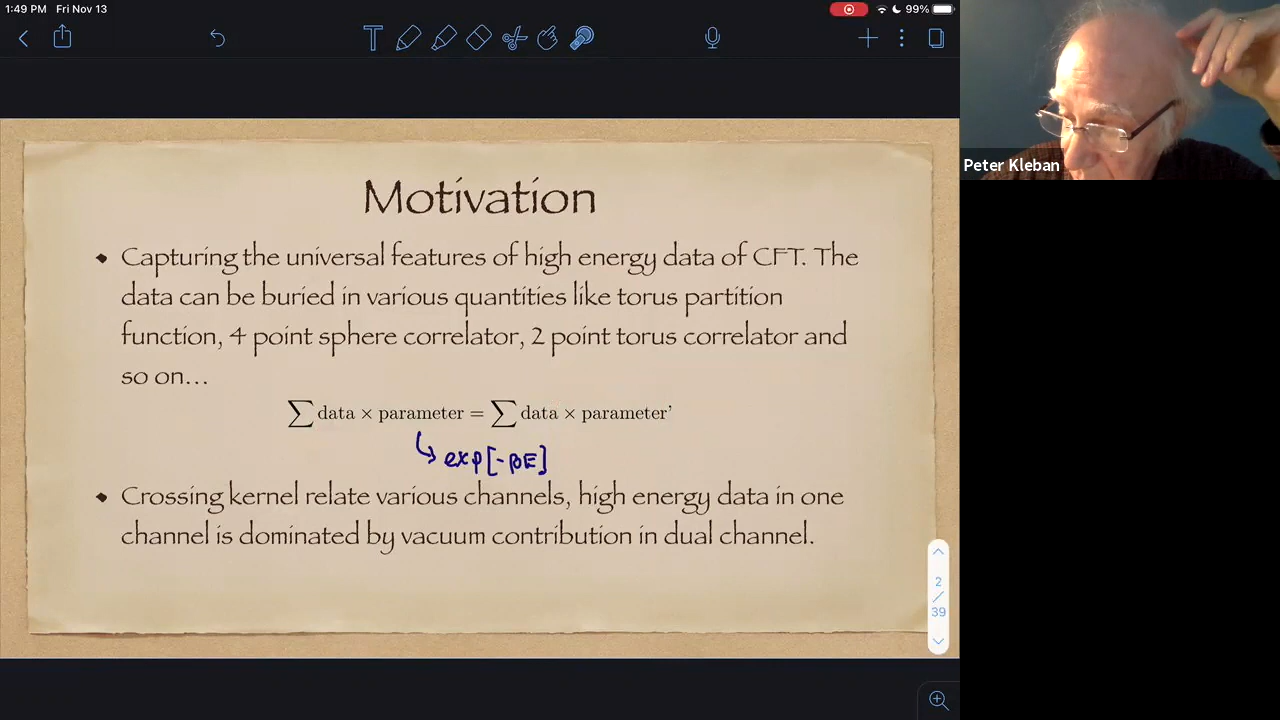 1:49 PM Fri Nov 13
99%
Peter Kleban
Motivation
Capturing the universal features of high energy data of CFT. The
data can be buried in various quantities like torus partition
function, 4 point sphere correlator, 2 point torus correlator and
so on...
∑ data × parameter = ∑ data × parameter'
exp[-βE]
Crossing kernel relate various channels, high energy data in one
channel is dominated by vacuum contribution in dual channel.
2
/
39